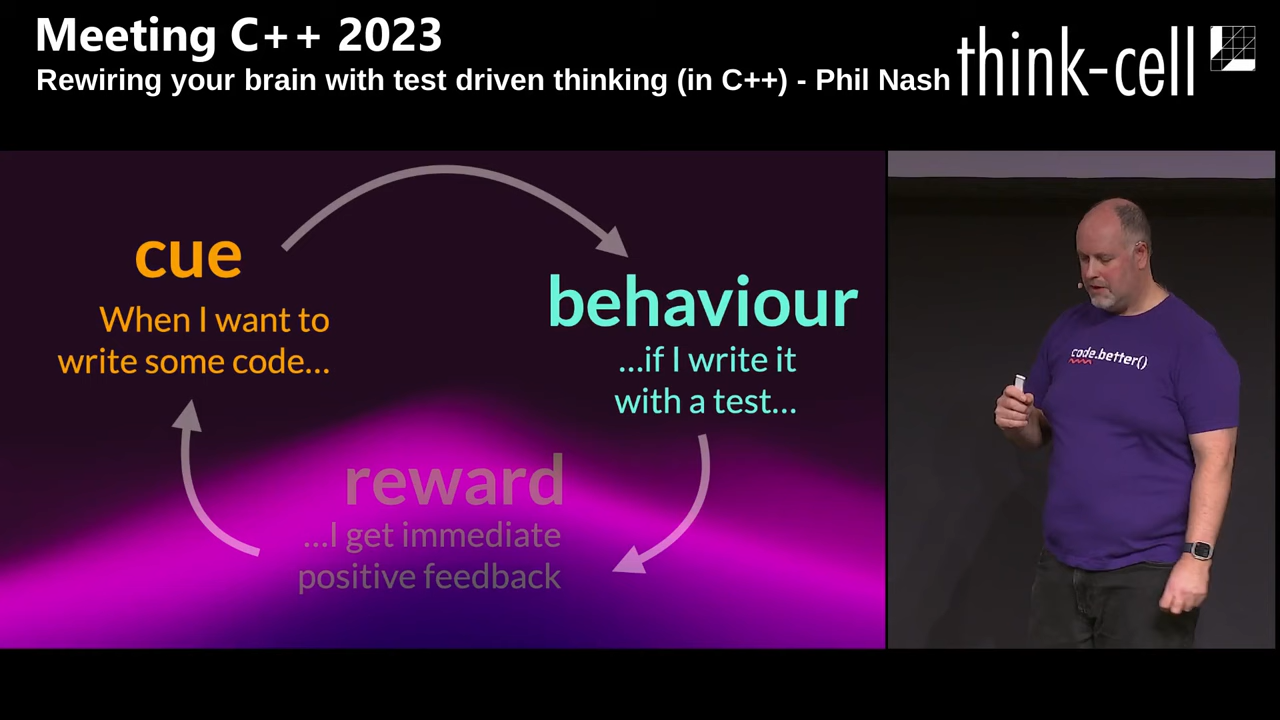 Meeting C++ 2023
Rewiring your brain with test driven thinking (in C++) - Phil Nash
think-cell
cue
When I want to
write some code...
behaviour
...if I write it
with a test...
reward
...I get immediate
positive feedback
code.better()